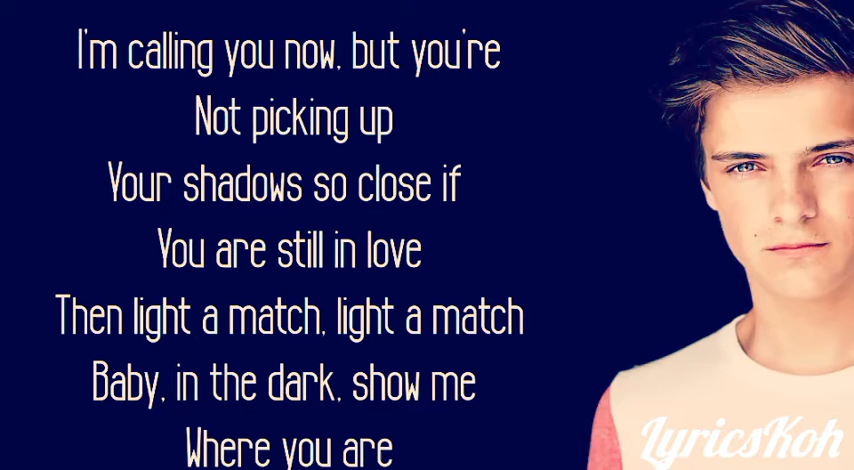 I'm calling you now, but you're
Not picking up
Your shadows so close if
You are still in love
Then light a match, light a match
Baby, in the dark, show me
Where you are
LyricsKoh